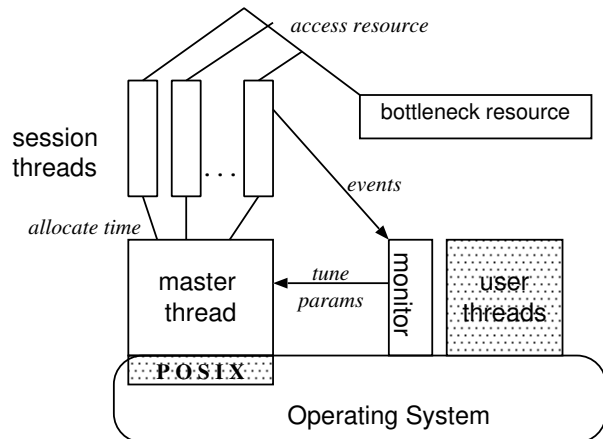 access resource
bottleneck resource
session
threads
. . .
events
allocate time
master
thread
tune
params
monitor
user
threads
POSIX
Operating System